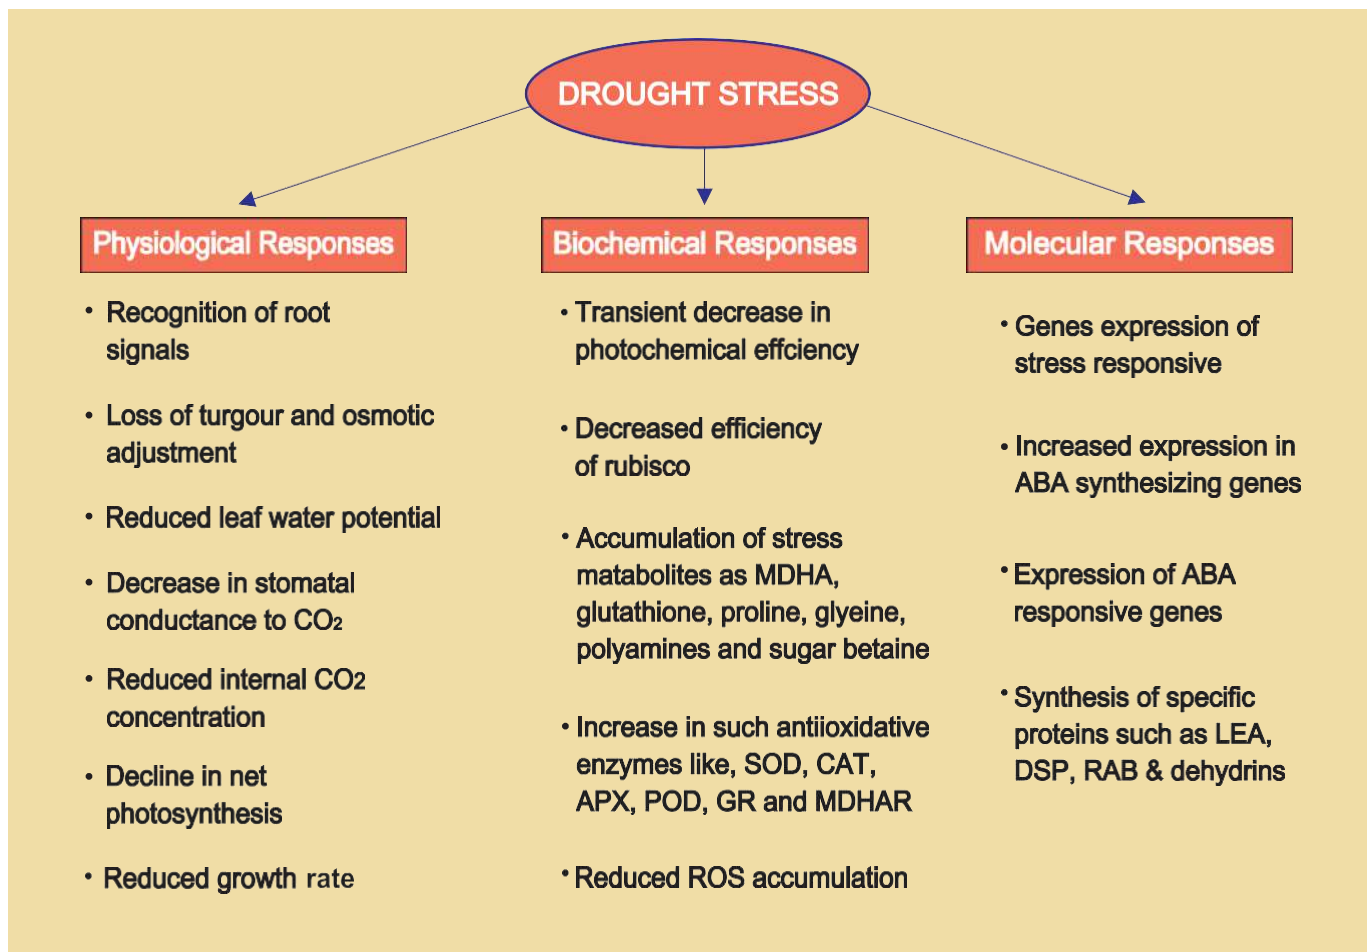 DROUGHT STRESS
Physiological Responses
• Recognition of root
signals
• Loss of turgour and osmotic
adjustment
• Reduced leaf water potential
• Decrease in stomatal
conductance to CO₂
• Reduced internal CO₂
concentration
• Decline in net
photosynthesis
• Reduced growth rate
Biochemical Responses
• Transient decrease in
photochemical effciency
• Decreased efficiency
of rubisco
• Accumulation of stress
matabolites as MDHA,
glutathione, proline, glyeine,
polyamines and sugar betaine
• Increase in such antiioxidative
enzymes like, SOD, CAT,
APX, POD, GR and MDHAR
• Reduced ROS accumulation
Molecular Responses
• Genes expression of
stress responsive
• Increased expression in
ABA synthesizing genes
• Expression of ABA
responsive genes
• Synthesis of specific
proteins such as LEA,
DSP, RAB & dehydrins